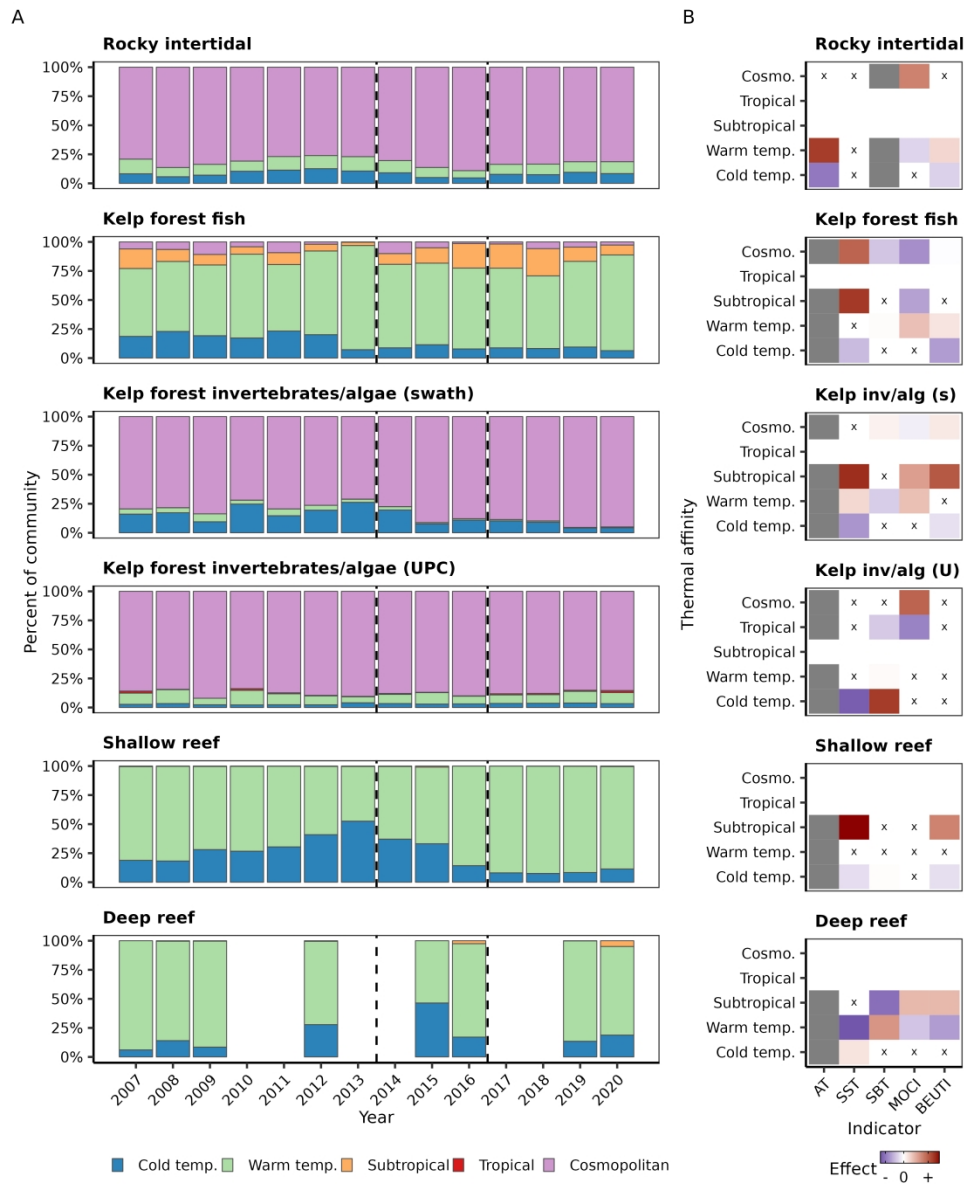 A
B
Rocky intertidal
100%
75%
50%
25%
0%
Kelp forest fish
100%
75%
50%
25%
0%
Kelp forest invertebrates/algae (swath)
100%
75%
50%
25%
0%
Kelp forest invertebrates/algae (UPC)
100%
75%
50%
25%
0%
Shallow reef
100%
75%
50%
25%
0%
Deep reef
100%
75%
50%
25%
0%
Percent of community
2007 2008 2009 2010 2011 2012 2013 2014 2015 2016 2017 2018 2019 2020
Year
Cold temp. Warm temp. Subtropical Tropical Cosmopolitan
Rocky intertidal
Cosmo. x x x
Tropical
Subtropical
Warm temp. x
Cold temp. x x
Kelp forest fish
Cosmo.
Tropical
Subtropical x x
Warm temp. x
Cold temp. x x
Kelp inv/alg (s)
Cosmo. x
Tropical
Subtropical x
Warm temp. x
Cold temp. x x
Kelp inv/alg (U)
Cosmo. x x x
Tropical x x
Subtropical
Warm temp. x x x
Cold temp. x x
Shallow reef
Cosmo.
Tropical
Subtropical x x
Warm temp. x x x x
Cold temp. x
Deep reef
Cosmo.
Tropical
Subtropical x
Warm temp.
Cold temp. x x x
Thermal affinity
AT SST SBT MOCI BEUTI
Indicator
Effect
- 0 +